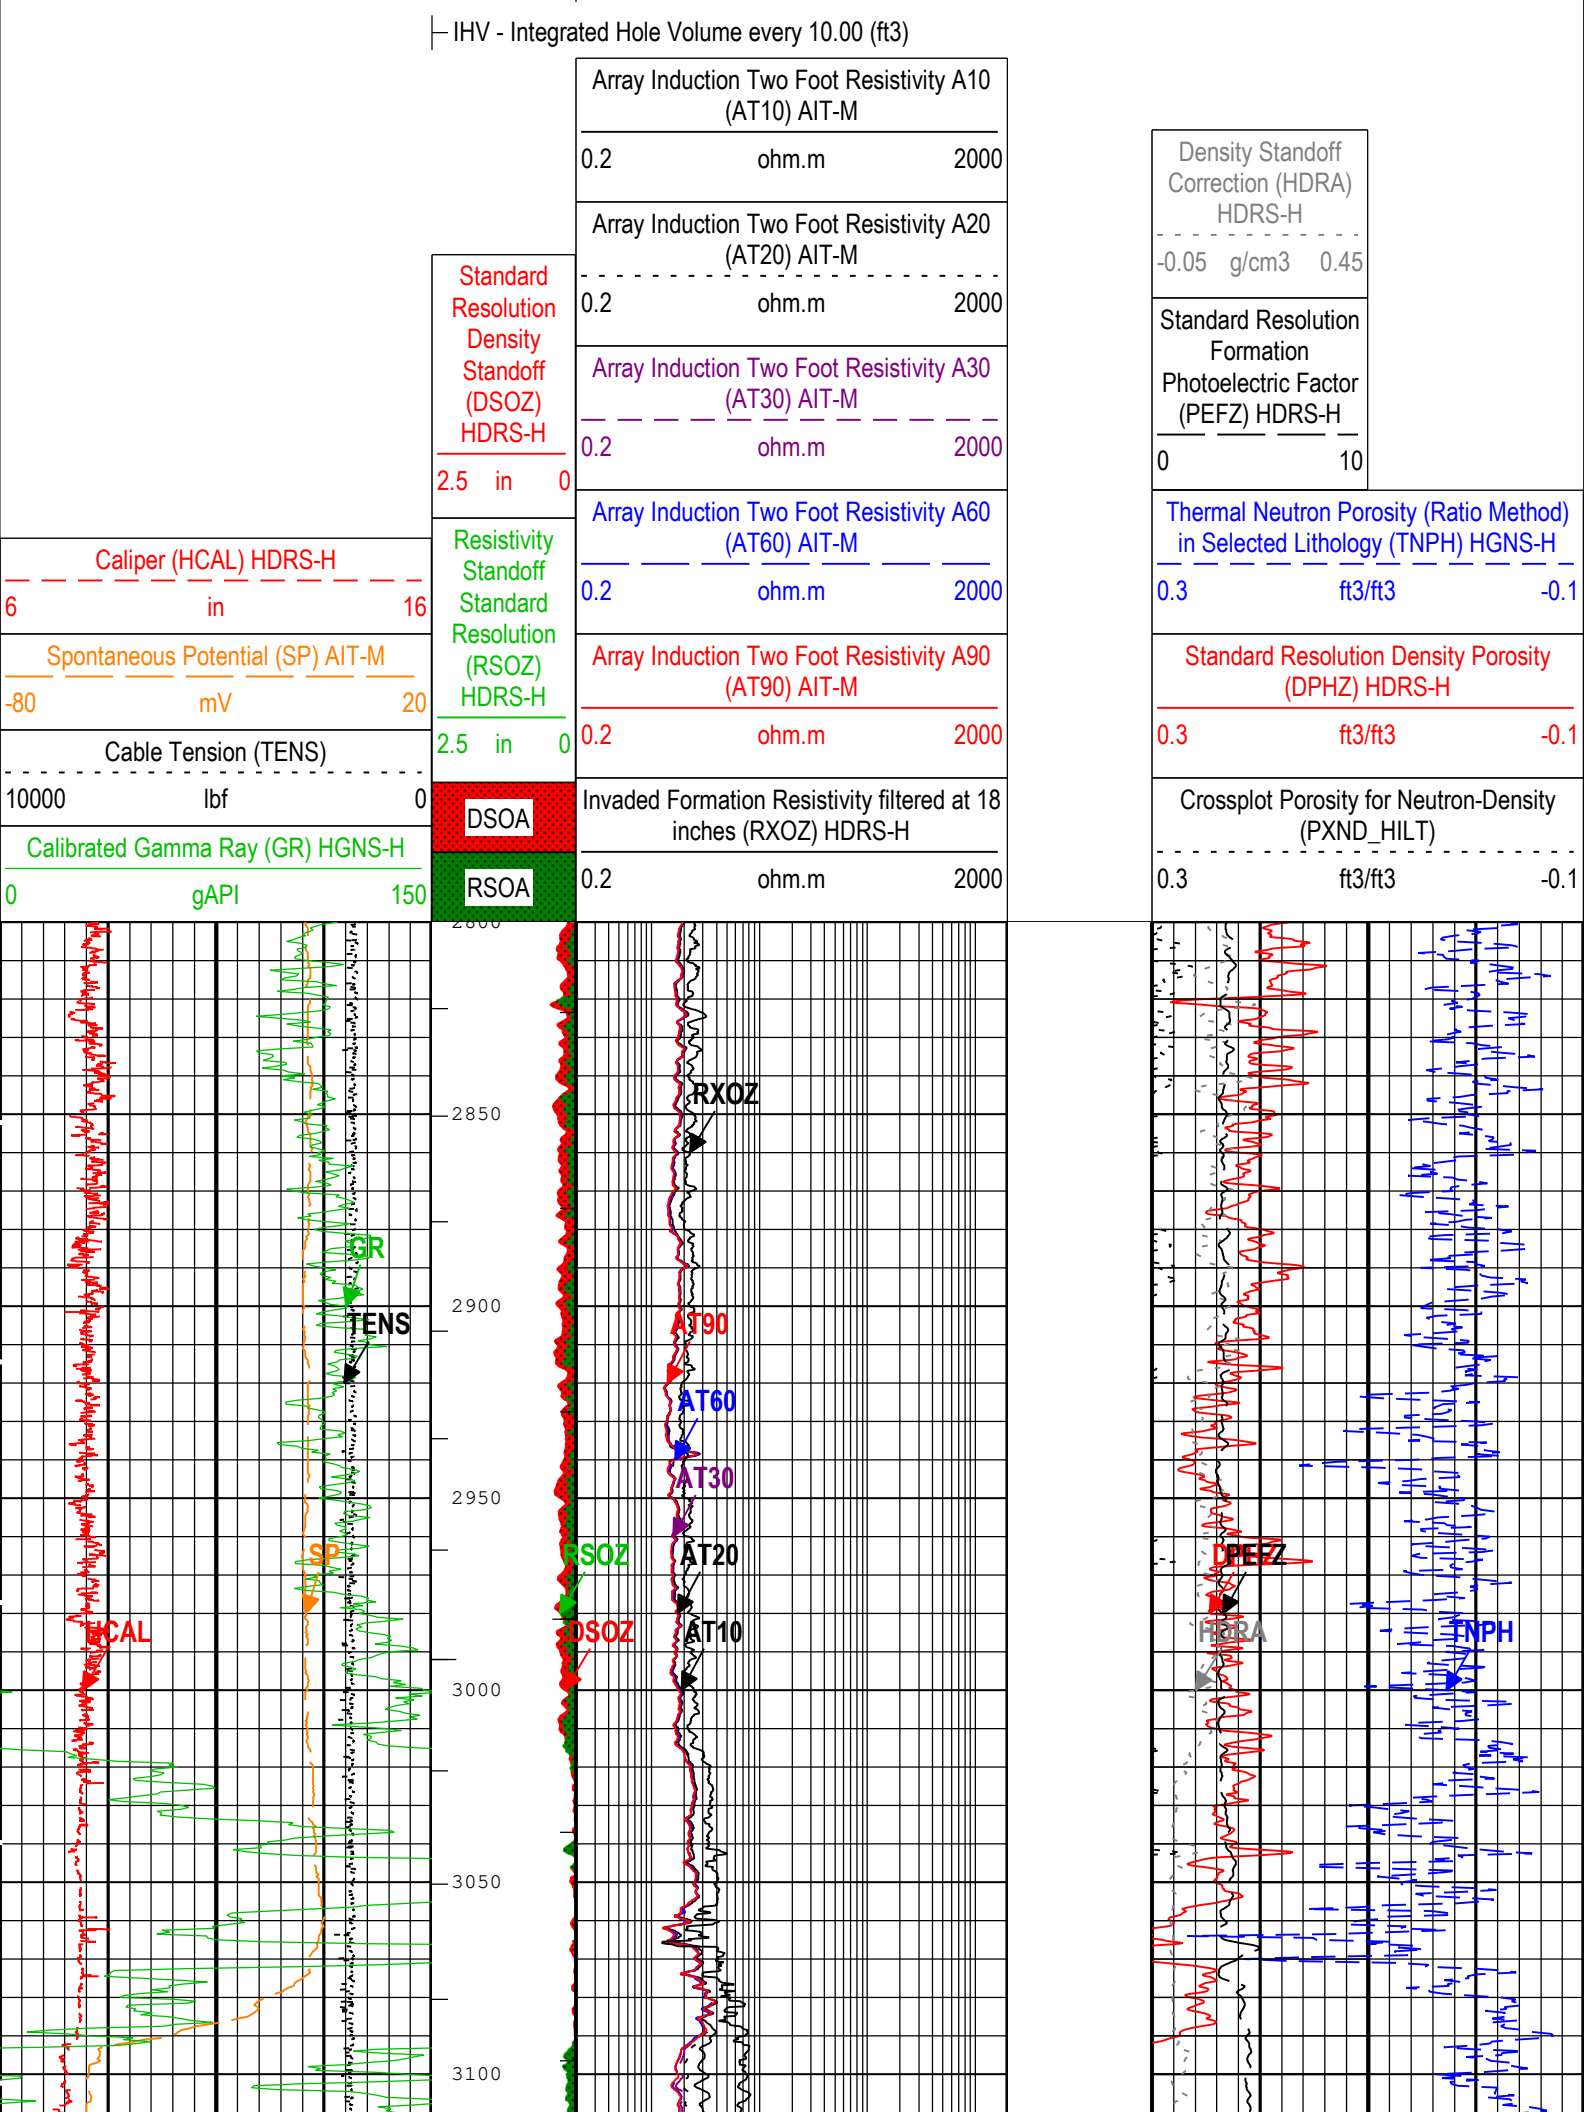 IHV - Integrated Hole Volume every 10.00 (ft3)
Array Induction Two Foot Resistivity A10
(AT10) AIT-M
0.2 ohm.m 2000
Array Induction Two Foot Resistivity A20
(AT20) AIT-M
0.2 ohm.m 2000
Array Induction Two Foot Resistivity A30
(AT30) AIT-M
0.2 ohm.m 2000
Array Induction Two Foot Resistivity A60
(AT60) AIT-M
0.2 ohm.m 2000
Array Induction Two Foot Resistivity A90
(AT90) AIT-M
0.2 ohm.m 2000
Invaded Formation Resistivity filtered at 18
inches (RXOZ) HDRS-H
0.2 ohm.m 2000
Density Standoff
Correction (HDRA)
HDRS-H
-0.05 g/cm3 0.45
Standard Resolution
Formation
Photoelectric Factor
(PEFZ) HDRS-H
0 10
Thermal Neutron Porosity (Ratio Method)
in Selected Lithology (TNPH) HGNS-H
0.3 ft3/ft3 -0.1
Standard Resolution Density Porosity
(DPHZ) HDRS-H
0.3 ft3/ft3 -0.1
Crossplot Porosity for Neutron-Density
(PXND_HILT)
0.3 ft3/ft3 -0.1
Standard
Resolution
Density
Standoff
(DSOZ)
HDRS-H
2.5 in 0
Resistivity
Standoff
Standard
Resolution
(RSOZ)
HDRS-H
2.5 in 0
DSOA
RSOA
Caliper (HCAL) HDRS-H
6 in 16
Spontaneous Potential (SP) AIT-M
-80 mV 20
Cable Tension (TENS)
10000 lbf 0
Calibrated Gamma Ray (GR) HGNS-H
0 gAPI 150
2800
RXOZ
2850
GR
2900
TENS
AT90
AT60
AT30
2950
SP
RSOZ
AT20
PEFZ
HCAL
DSOZ
AT10
HDRA
TNPH
3000
3050
3100